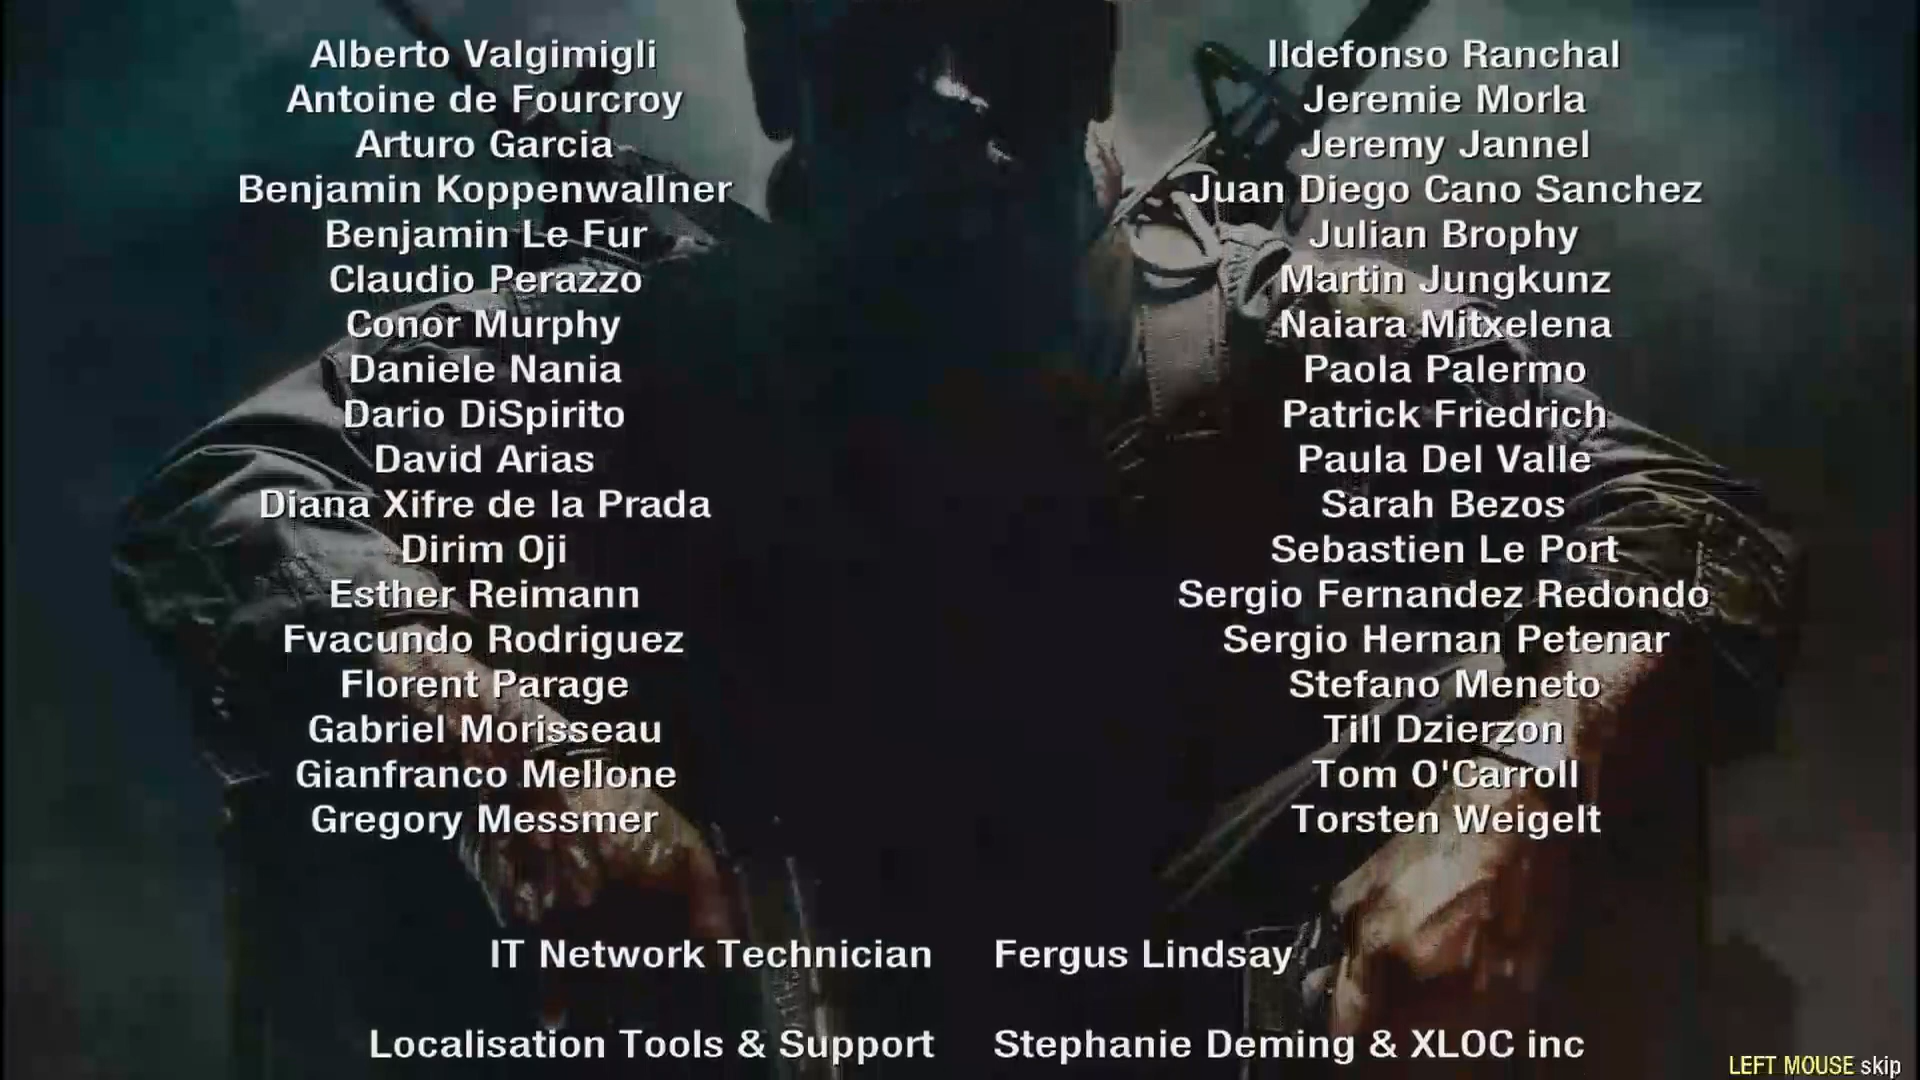 Alberto Valgimigli
Antoine de Fourcroy
Arturo Garcia
Benjamin Koppenwallner
Benjamin Le Fur
Claudio Perazzo
Conor Murphy
Daniele Nania
Dario DiSpirito
David Arias
Diana Xifre de la Prada
Dirim Oji
Esther Reimann
Fvacundo Rodriguez
Florent Parage
Gabriel Morisseau
Gianfranco Mellone
Gregory Messmer
Ildefonso Ranchal
Jeremie Morla
Jeremy Jannel
Juan Diego Cano Sanchez
Julian Brophy
Martin Jungkunz
Naiara Mitxelena
Paola Palermo
Patrick Friedrich
Paula Del Valle
Sarah Bezos
Sebastien Le Port
Sergio Fernandez Redondo
Sergio Hernan Petenar
Stefano Meneto
Till Dzierzon
Tom O'Carroll
Torsten Weigelt
IT Network Technician Fergus Lindsay
Localisation Tools & Support Stephanie Deming & XLOC inc
LEFT MOUSE skip